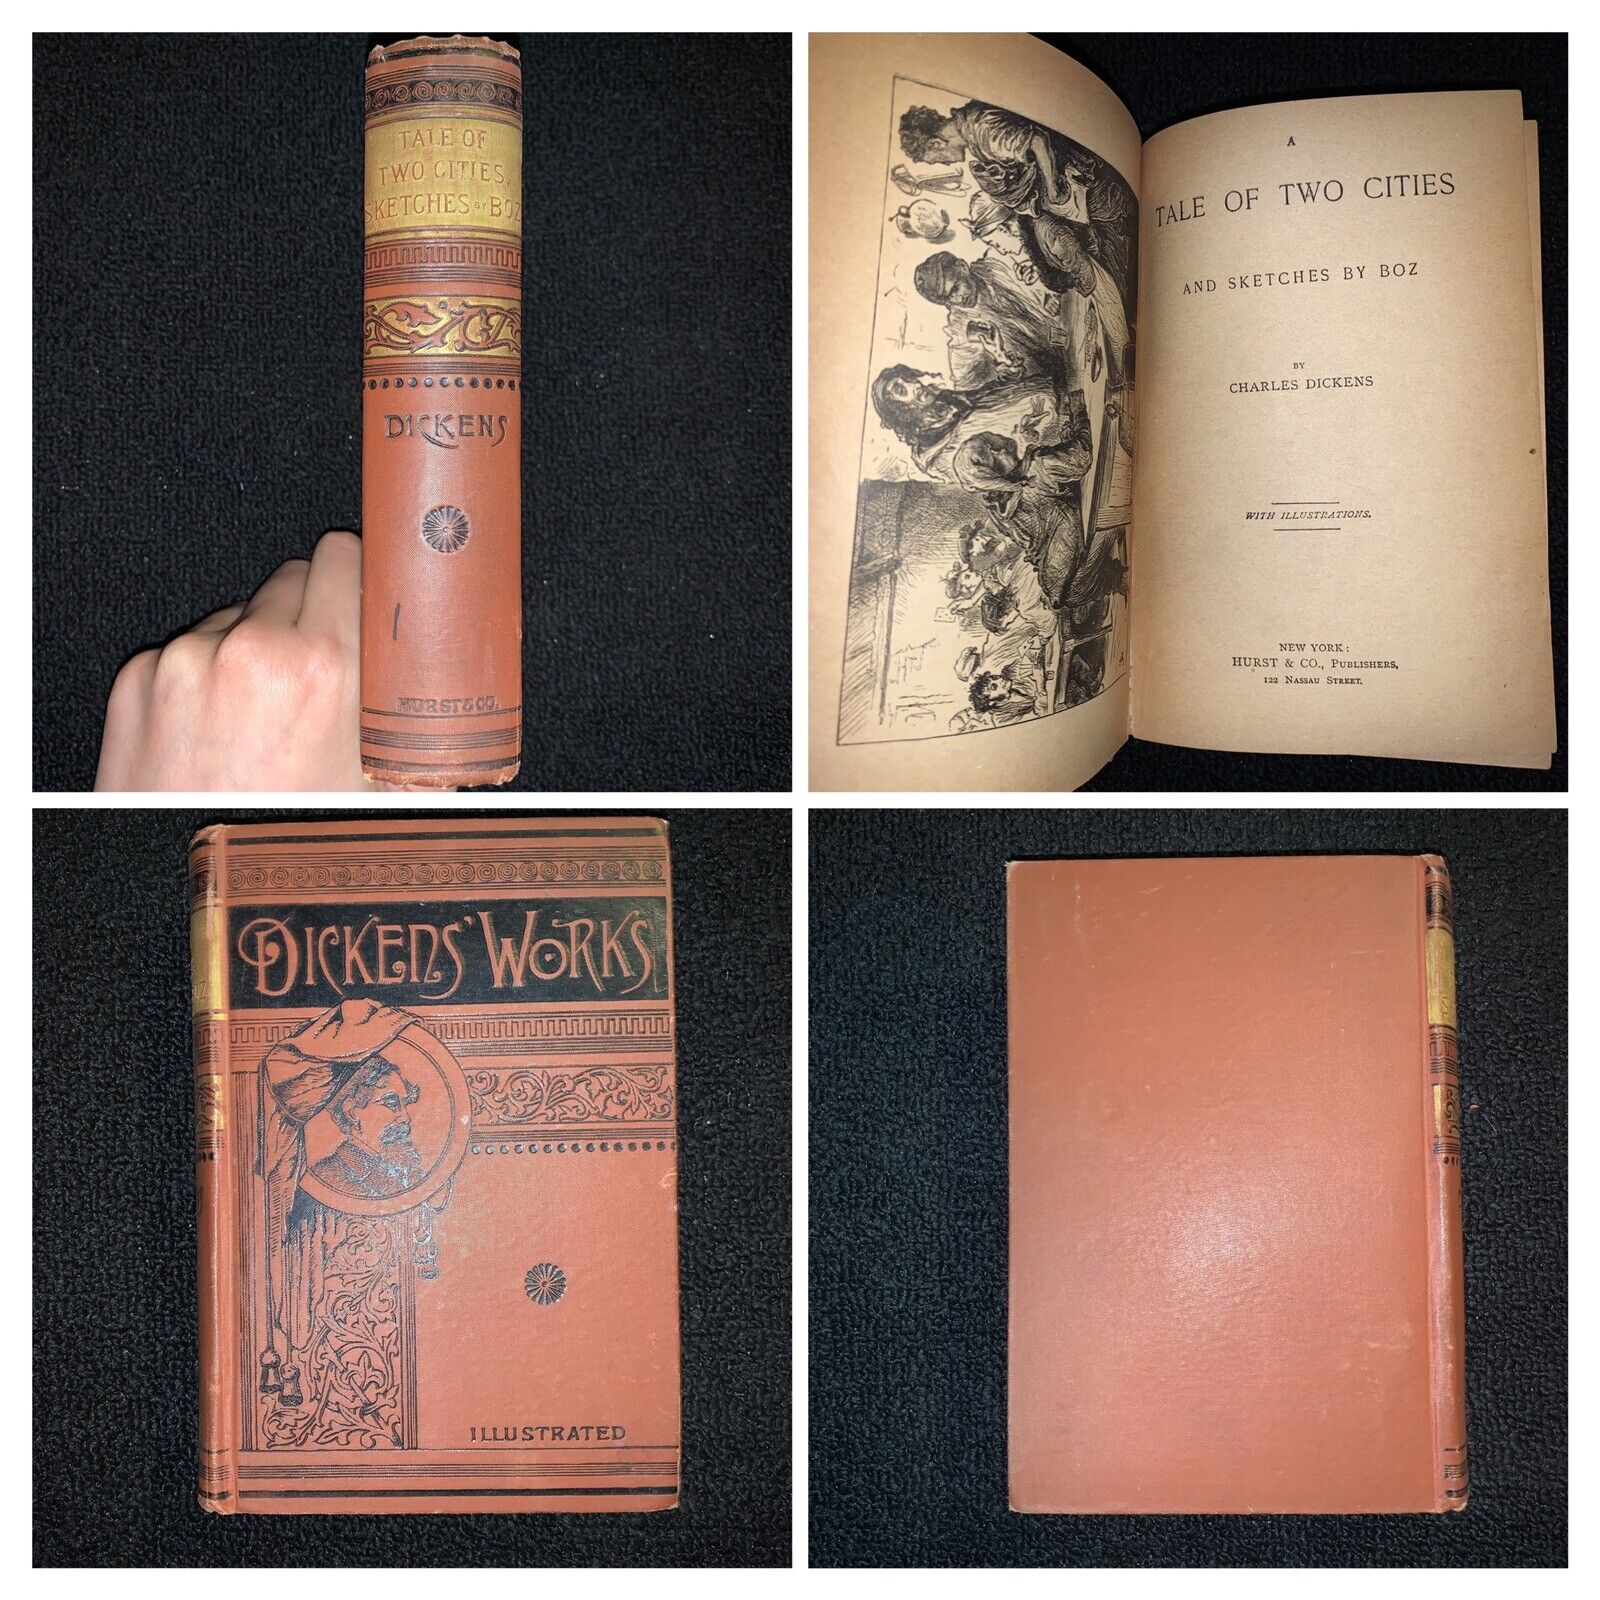 TALE OF
TWO CITIES,
SKETCHES BY BOZ
DICKENS
HURST & CO.
A
TALE OF TWO CITIES
AND SKETCHES BY BOZ
BY
CHARLES DICKENS
WITH ILLUSTRATIONS.
NEW YORK:
HURST & CO., PUBLISHERS,
122 NASSAU STREET.
DICKENS' WORKS
ILLUSTRATED